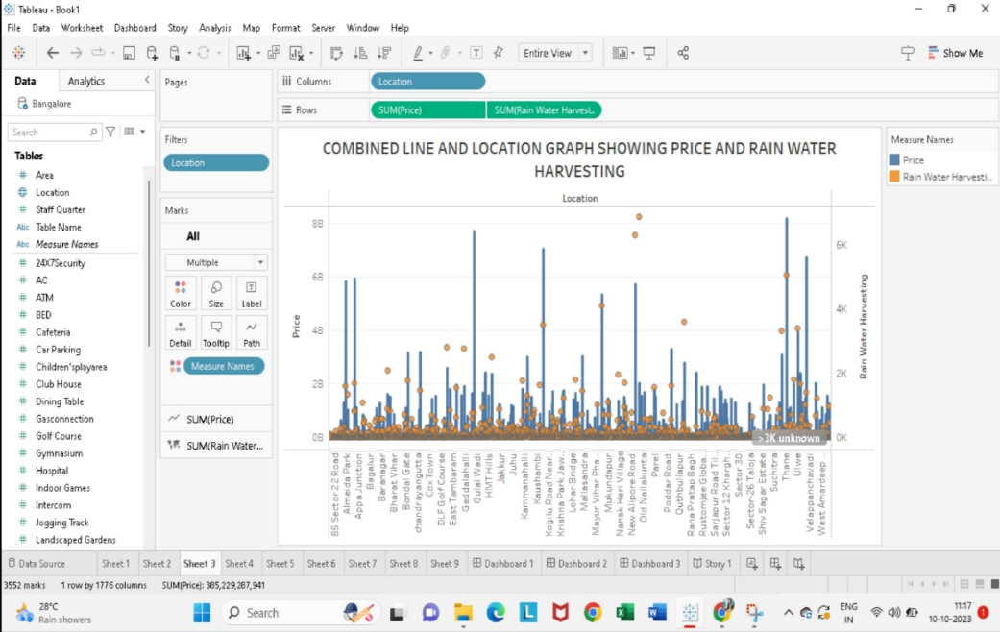 Tableau - Book1
File Data Worksheet Dashboard Story Analysis Map Format Server Window Help
Entire View
Show Me
Data Analytics
Bangalore
Search
Tables
# Area
Location
# Staff Quarter
Abc Table Name
Abc Measure Names
# 24X7Security
# AC
# ATM
# BED
# Cafeteria
# Car Parking
# Children'splayarea
# Club House
# Dining Table
# Gasconnection
# Golf Course
# Gymnasium
# Hospital
# Indoor Games
# Intercom
# Jogging Track
# Landscaped Gardens
Pages
Filters
Location
Marks
All
Multiple
Color Size Label
Detail Tooltip Path
Measure Names
SUM(Price)
SUM(Rain Water...
Columns Location
Rows SUM(Price) SUM(Rain Water Harvest..
COMBINED LINE AND LOCATION GRAPH SHOWING PRICE AND RAIN WATER
HARVESTING
Location
8B
6B
4B
2B
0B
Price
6K
4K
2K
0K
Rain Water Harvesting
>3K unknown
85 Sector 22 Road
Almeida Park
Appa Junction
Bagalur
Baranagar
Bharat Vihar
Bondal Gate
chandrayangutta
Cox Town
DLF Golf Course
East Tambaram
Geddalahalli
Gulal Wadi
HMT Hills
Jakkur
Juhu
Kammanahalli
Kaushambi
Kogilu Road Near..
Krishna Park Jaw..
Lohar Bridge
Mallasandra
Mayur Vihar Pha..
Mukundapur
Nanak Heri Village
New Alipore Road
Old Nallakunta
Parel
Poddar Road
Quthbullapur
Rana Pratap Bagh
Rustomjee Globa..
Sarjapur Road Til..
Sector 12 Khargh..
Sector 30
Sector-26 Taloja
Shiv Sagar Estate
Suchitra
Thane
Ulwe
Velappanchavadi
West Amardeep ..
Measure Names
Price
Rain Water Harvesti..
Data Source Sheet 1 Sheet 2 Sheet 3 Sheet 4 Sheet 5 Sheet 6 Sheet 7 Sheet 8 Sheet 9 Dashboard 1 Dashboard 2 Dashboard 3 Story 1
3552 marks 1 row by 1776 columns SUM(Price): 385,229,287,941
28°C
Rain showers
Search
ENG
IN
11:17
10-10-2023
1